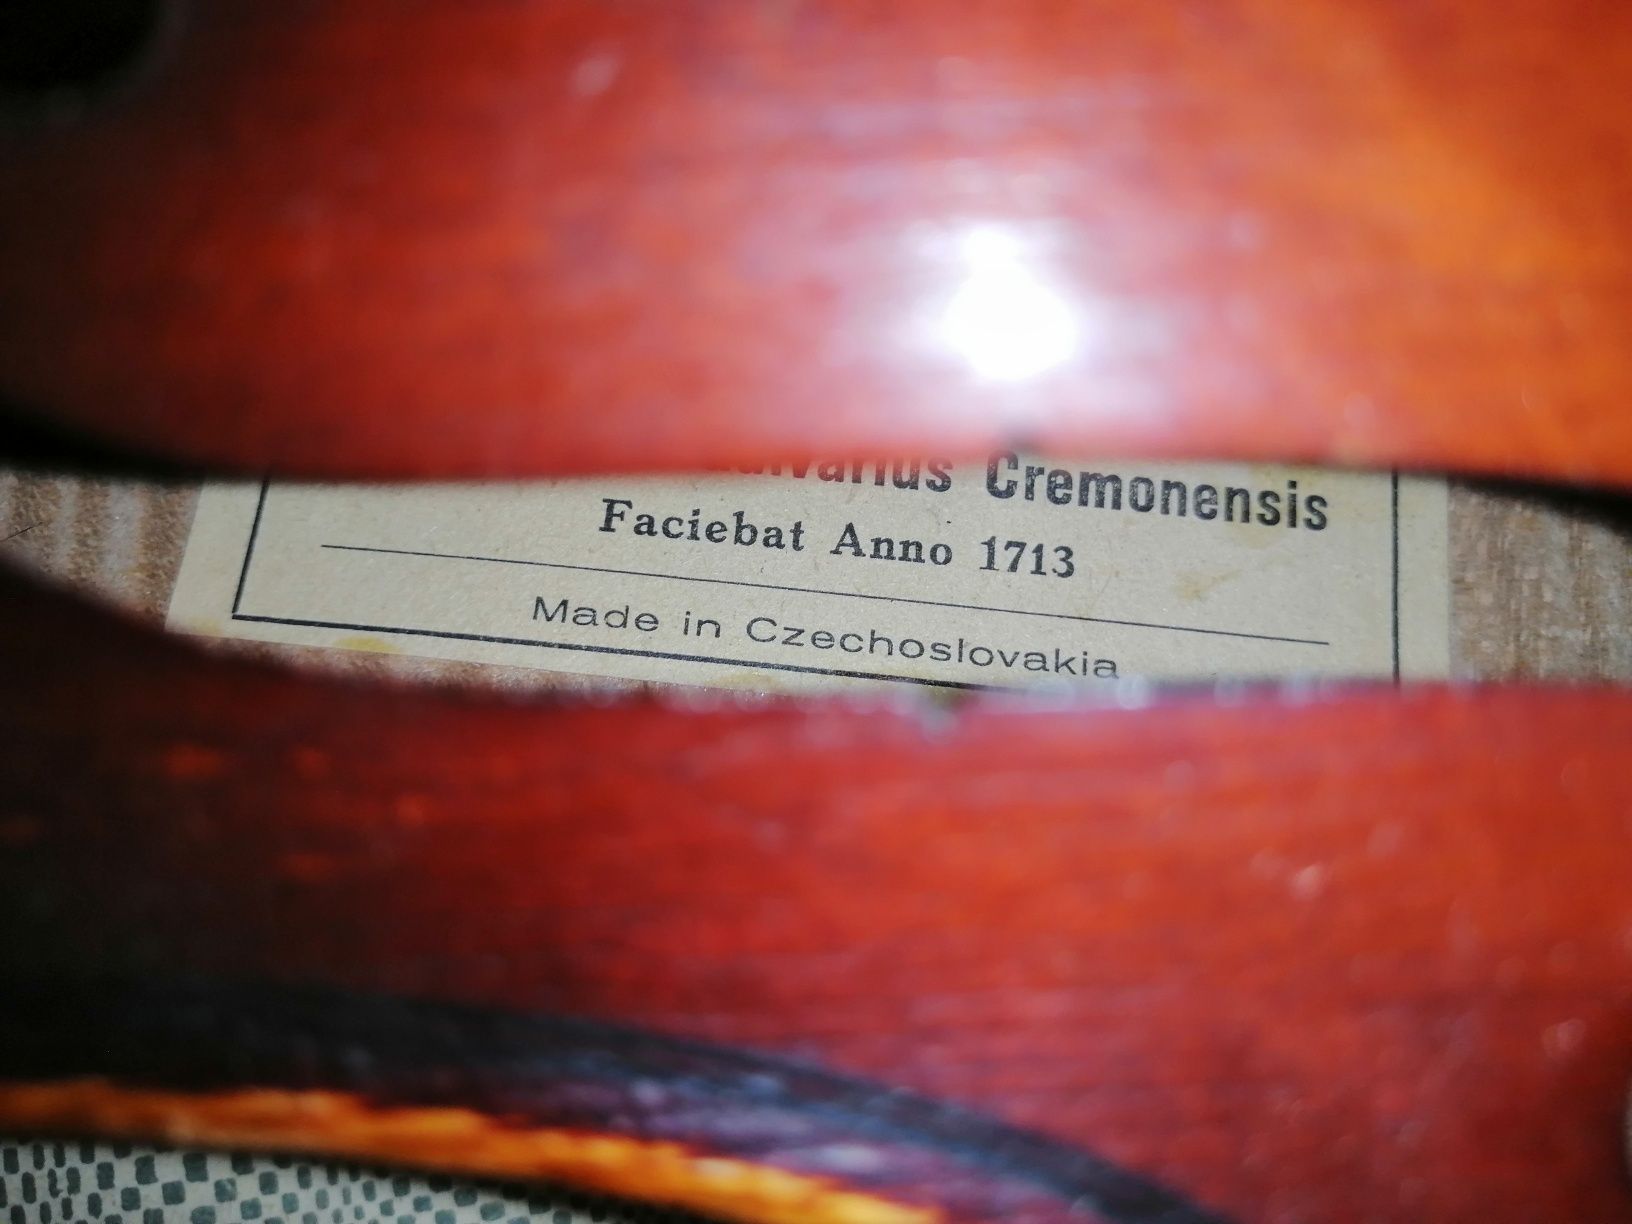 Cremonensis
Faciebat Anno 1713
Made in Czechoslovakia